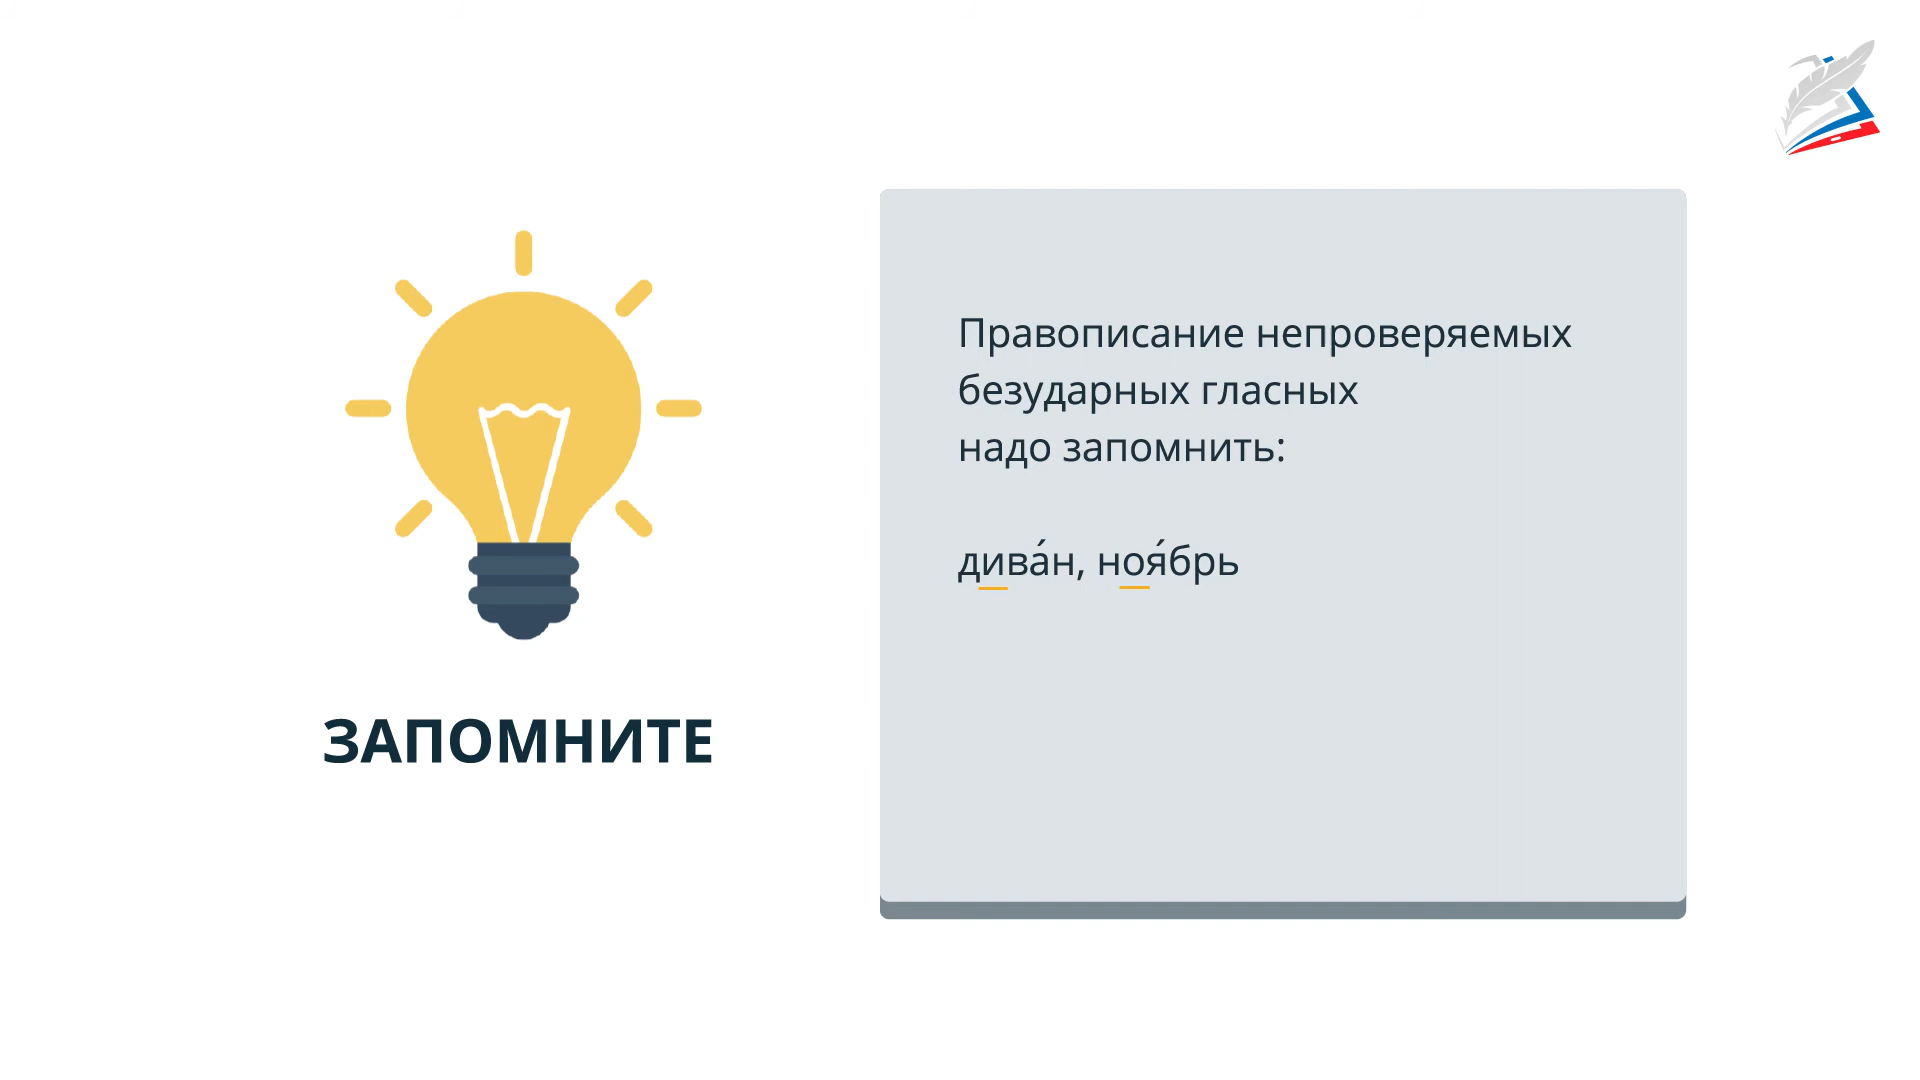 ЗАПОМНИТЕ
Правописание непроверяемых
безударных гласных
надо запомнить:
дива́н, ноя́брь